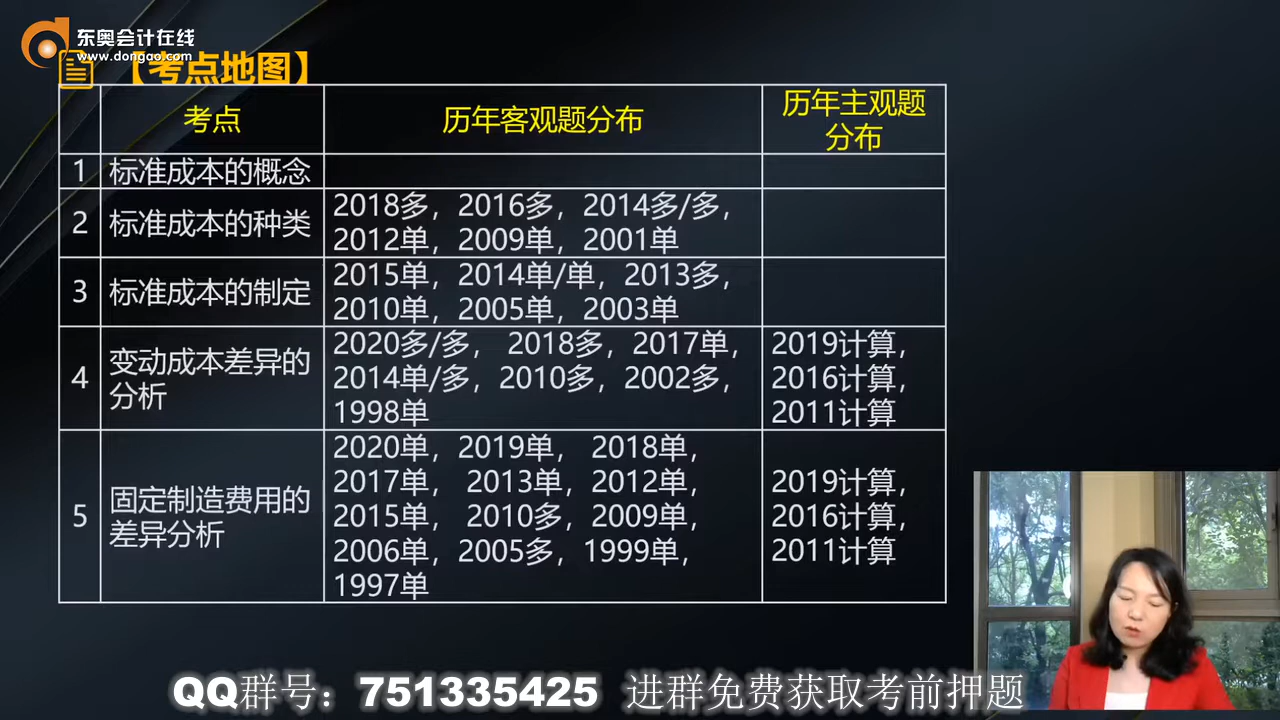 东奥会计在线
www.dongao.com
【考点地图】
考点
历年客观题分布
历年主观题
分布
1
标准成本的概念
2
标准成本的种类
2018多，2016多，2014多/多，
2012单，2009单，2001单
3
标准成本的制定
2015单，2014单/单，2013多，
2010单，2005单，2003单
4
变动成本差异的
分析
2020多/多， 2018多，2017单，
2014单/多，2010多，2002多，
1998单
2019计算，
2016计算，
2011计算
5
固定制造费用的
差异分析
2020单，2019单， 2018单，
2017单， 2013单，2012单，
2015单， 2010多，2009单，
2006单，2005多，1999单，
1997单
2019计算，
2016计算，
2011计算
QQ群号：751335425 进群免费获取考前押题